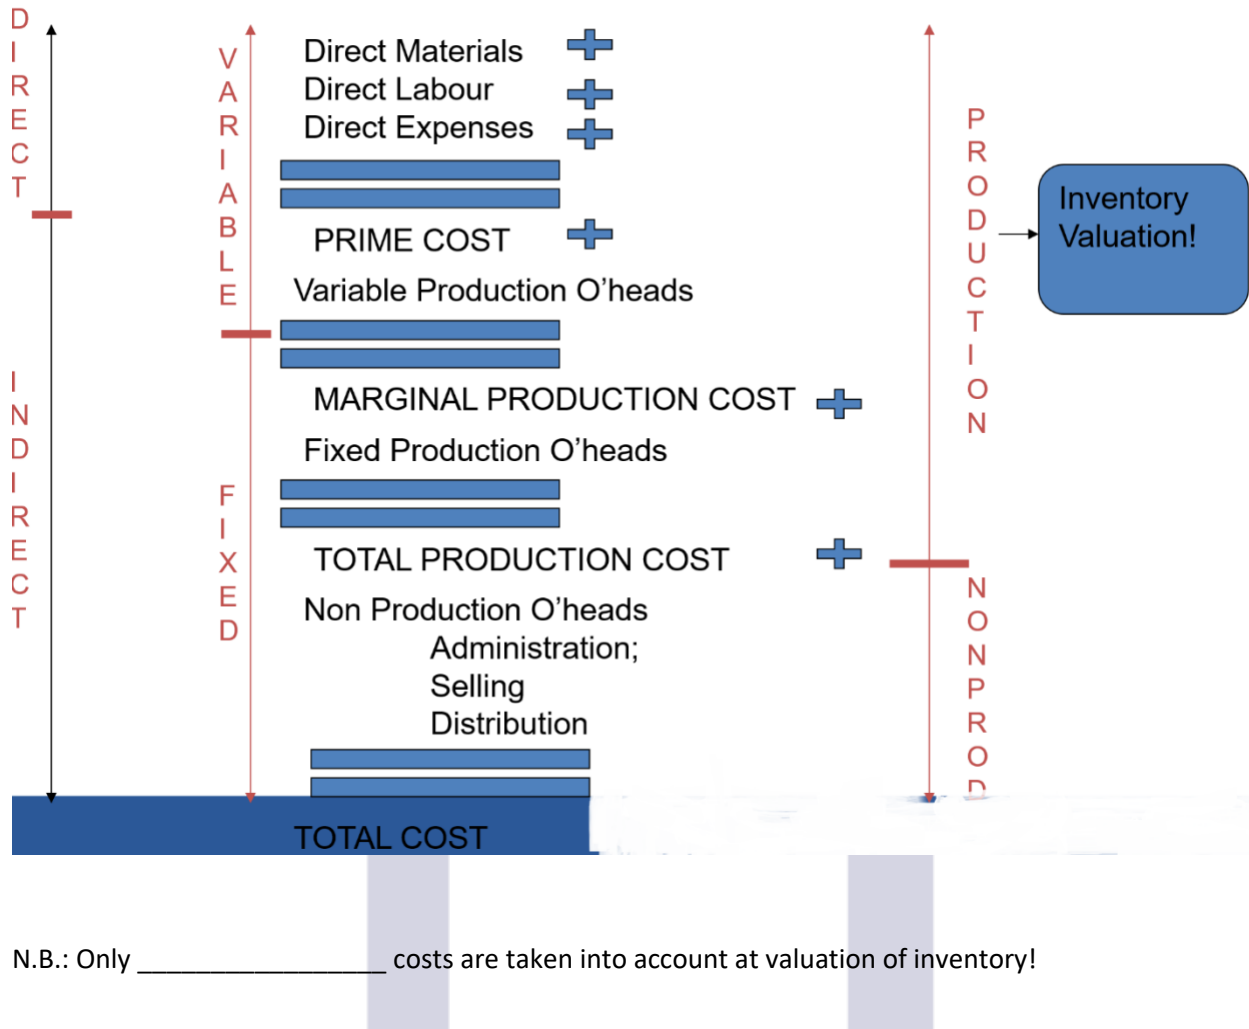 DIRECT
INDIRECT
VARIABLE
FIXED
Direct Materials
Direct Labour
Direct Expenses
PRIME COST
Variable Production O'heads
MARGINAL PRODUCTION COST
Fixed Production O'heads
TOTAL PRODUCTION COST
Non Production O'heads
Administration;
Selling
Distribution
TOTAL COST
PRODUCTION
NONPROD
Inventory
Valuation!
N.B.: Only __________________ costs are taken into account at valuation of inventory!